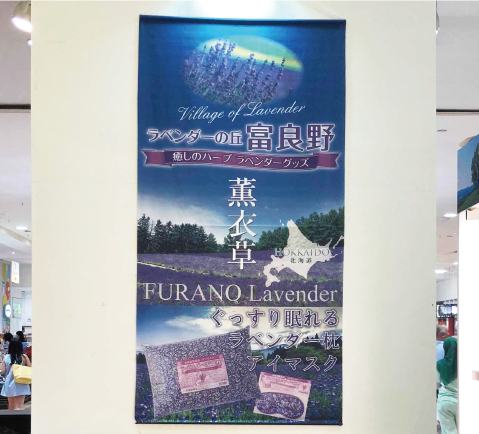 Village of Lavender
ラベンダーの丘 富良野
癒しのハーブ ラベンダーグッズ
薫衣草
HOKKAIDO
北海道
FURANO Lavender
ぐっすり眠れる
ラベンダー枕
アイマスク